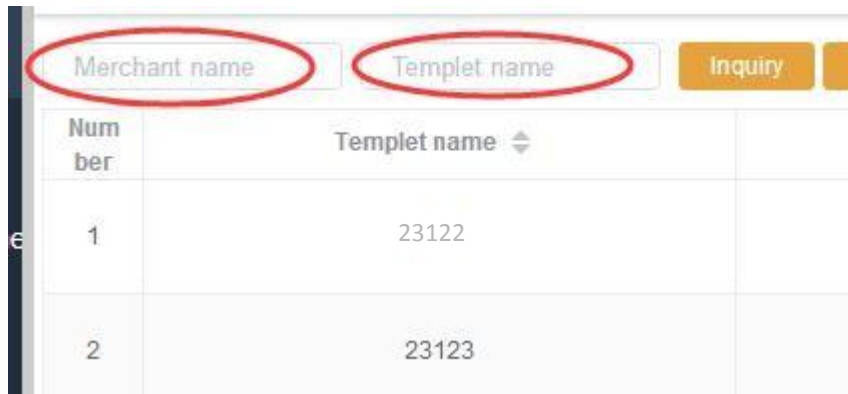 Merchant name Templet name Inquiry
Num
ber
Templet name
e
1 23122
2 23123